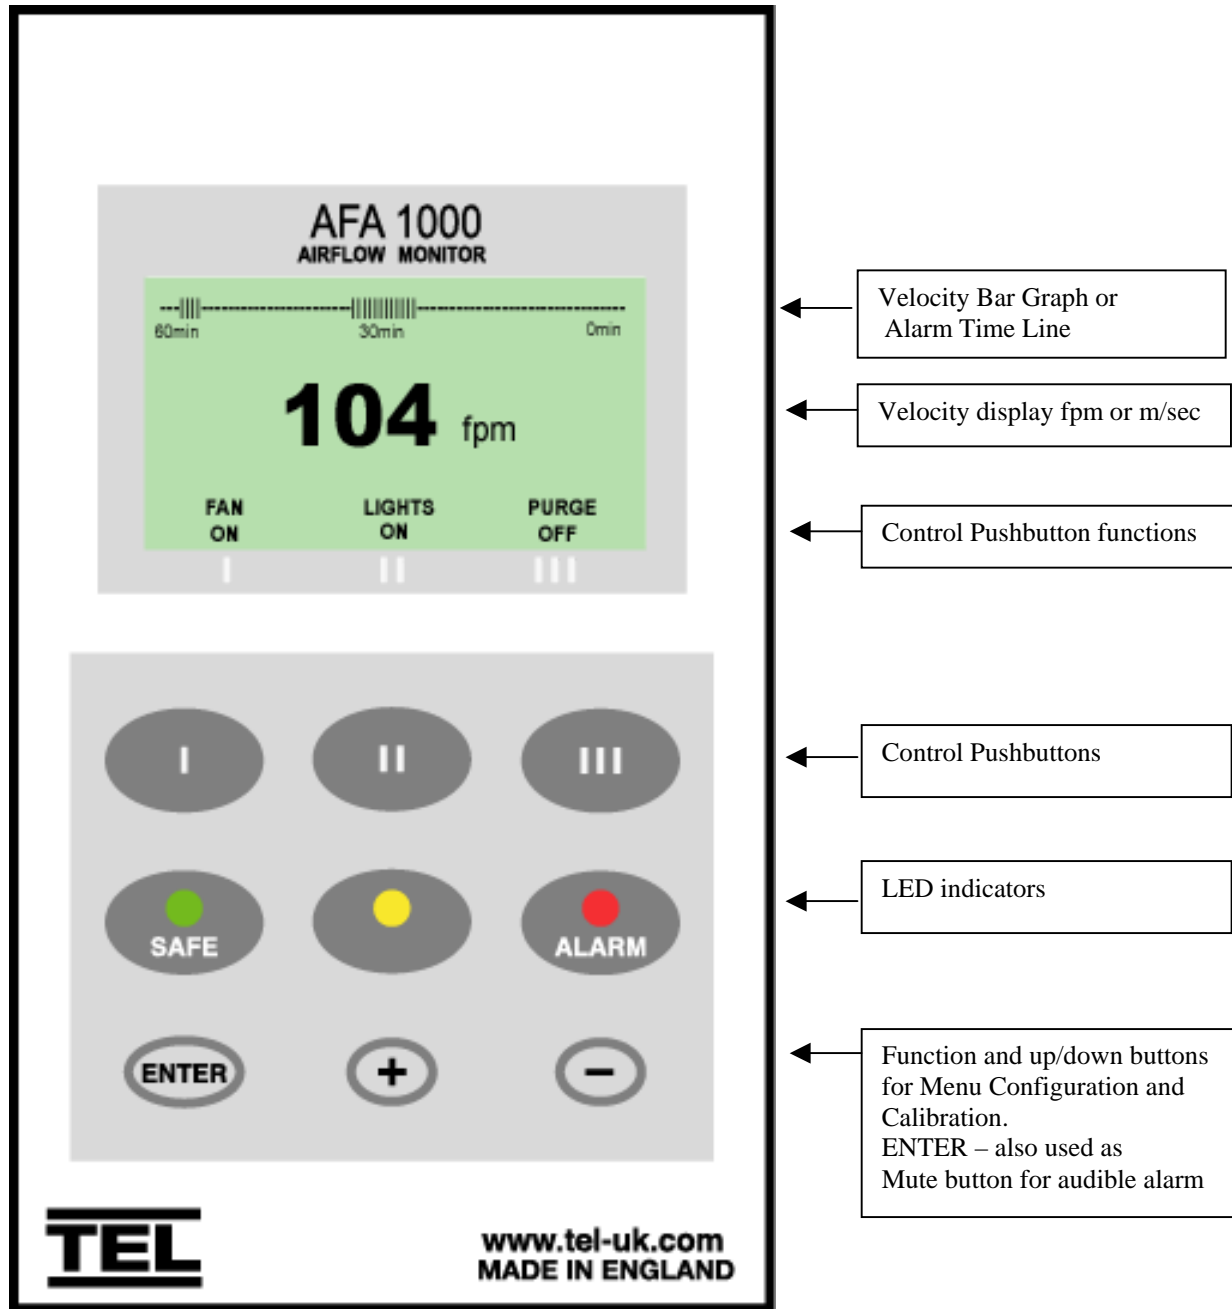 AFA 1000
AIRFLOW MONITOR
60min 30min 0min
104 fpm
FAN LIGHTS PURGE
ON ON OFF
I II III
I II III
SAFE ALARM
ENTER + −
TEL
www.tel-uk.com
MADE IN ENGLAND
Velocity Bar Graph or
Alarm Time Line
Velocity display fpm or m/sec
Control Pushbutton functions
Control Pushbuttons
LED indicators
Function and up/down buttons
for Menu Configuration and
Calibration.
ENTER – also used as
Mute button for audible alarm